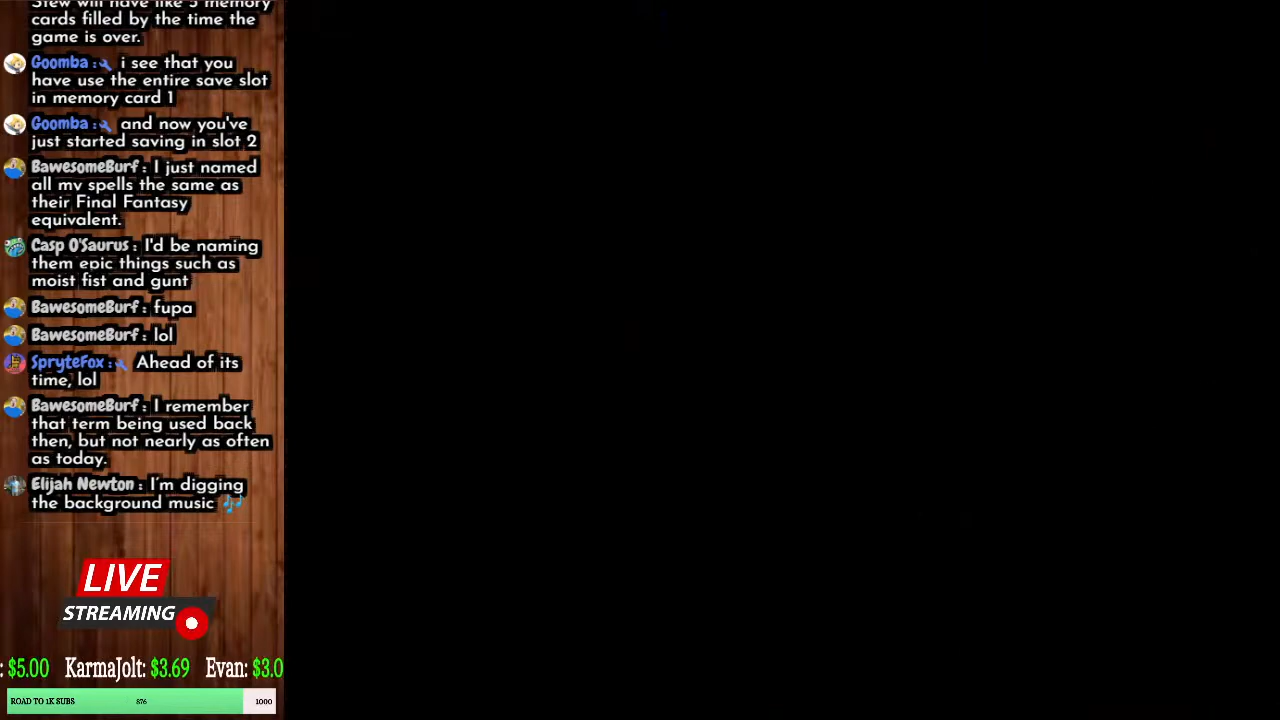 Stew will have like 5 memory
cards filled by the time the
game is over.
Goomba : i see that you
have use the entire save slot
in memory card 1
Goomba : and now you've
just started saving in slot 2
BawesomeBurf : I just named
all my spells the same as
their Final Fantasy
equivalent.
Casp O'Saurus : I'd be naming
them epic things such as
moist fist and gunt
BawesomeBurf : fupa
BawesomeBurf : lol
SpryteFox : Ahead of its
time, lol
BawesomeBurf : I remember
that term being used back
then, but not nearly as often
as today.
Elijah Newton : I'm digging
the background music 🎶
LIVE
STREAMING
: $5.00 KarmaJolt: $3.69 Evan: $3.0
ROAD TO 1K SUBS 876 1000